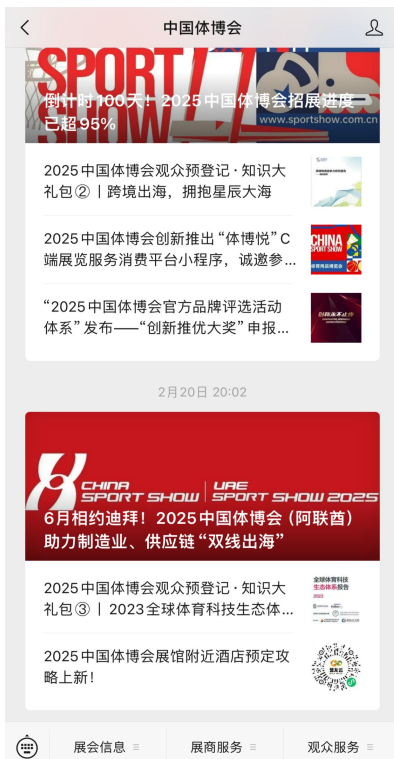 中国体博会
SPORT
SHOW
www.sportshow.com.cn
倒计时100天！2025中国体博会招展进度
已超95%
2025中国体博会观众预登记·知识大
礼包②丨跨境出海，拥抱星辰大海
2025中国体博会创新推出“体博悦”C
端展览服务消费平台小程序，诚邀参...
CHINA
SPORT SHOW
“2025中国体博会官方品牌评选活动
体系”发布——“创新推优大奖”申报...
创新永不止步
2月20日 20:02
CHINA SPORT SHOW
UAE SPORT SHOW 2025
6月相约迪拜！2025中国体博会（阿联酋）
助力制造业、供应链“双线出海”
2025中国体博会观众预登记·知识大
礼包③丨2023全球体育科技生态体...
全球体育科技
生态体系报告
2023
2025中国体博会展馆附近酒店预定攻
略上新！
展会信息
展商服务
观众服务